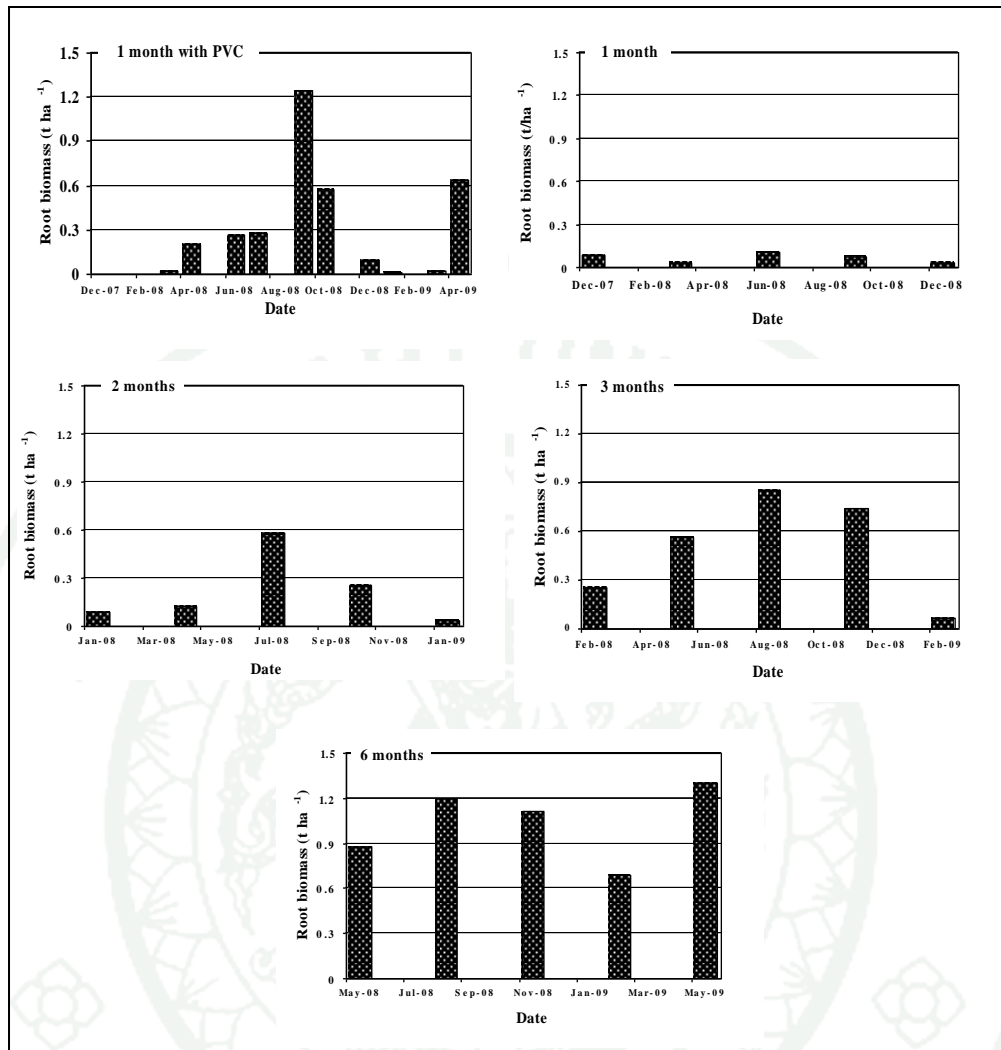 1 month with PVC
Root biomass (t ha ⁻¹)
1.5
1.2
0.9
0.6
0.3
0
Dec-07 Feb-08 Apr-08 Jun-08 Aug-08 Oct-08 Dec-08 Feb-09 Apr-09
Date
1 month
Root biomass (t/ha⁻¹)
1.5
1.2
0.9
0.6
0.3
0
Dec-07 Feb-08 Apr-08 Jun-08 Aug-08 Oct-08 Dec-08
Date
2 months
Root biomass (t ha ⁻¹)
1.5
1.2
0.9
0.6
0.3
0
Jan-08 Mar-08 May-08 Jul-08 Sep-08 Nov-08 Jan-09
Date
3 months
Root biomass (t ha ⁻¹)
1.5
1.2
0.9
0.6
0.3
0
Feb-08 Apr-08 Jun-08 Aug-08 Oct-08 Dec-08 Feb-09
Date
6 months
Root biomass (t ha ⁻¹)
1.5
1.2
0.9
0.6
0.3
0
May-08 Jul-08 Sep-08 Nov-08 Jan-09 Mar-09 May-09
Date